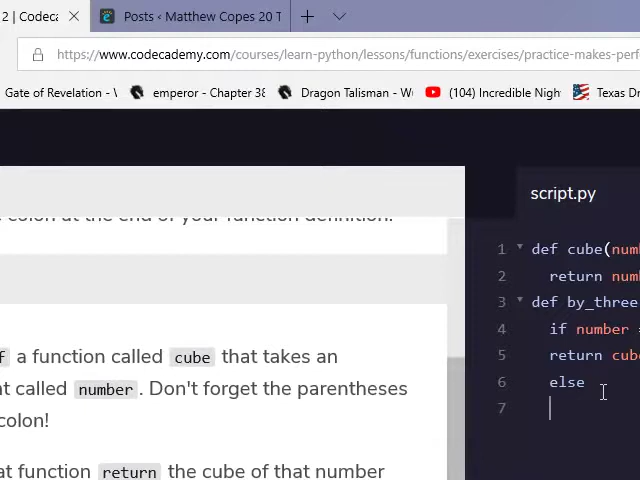 2 | Codeca
Posts ‹ Matthew Copes 20 T
https://www.codecademy.com/courses/learn-python/lessons/functions/exercises/practice-makes-perf
Gate of Revelation - \
emperor - Chapter 38
Dragon Talisman - W
(104) Incredible Nigh
Texas Dr
script.py
colon at the end of your function definition.
f a function called cube that takes an
nt called number. Don't forget the parentheses
colon!
at function return the cube of that number
1 def cube(num
2 return num
3 def by_three
4 if number =
5 return cube
6 else
7